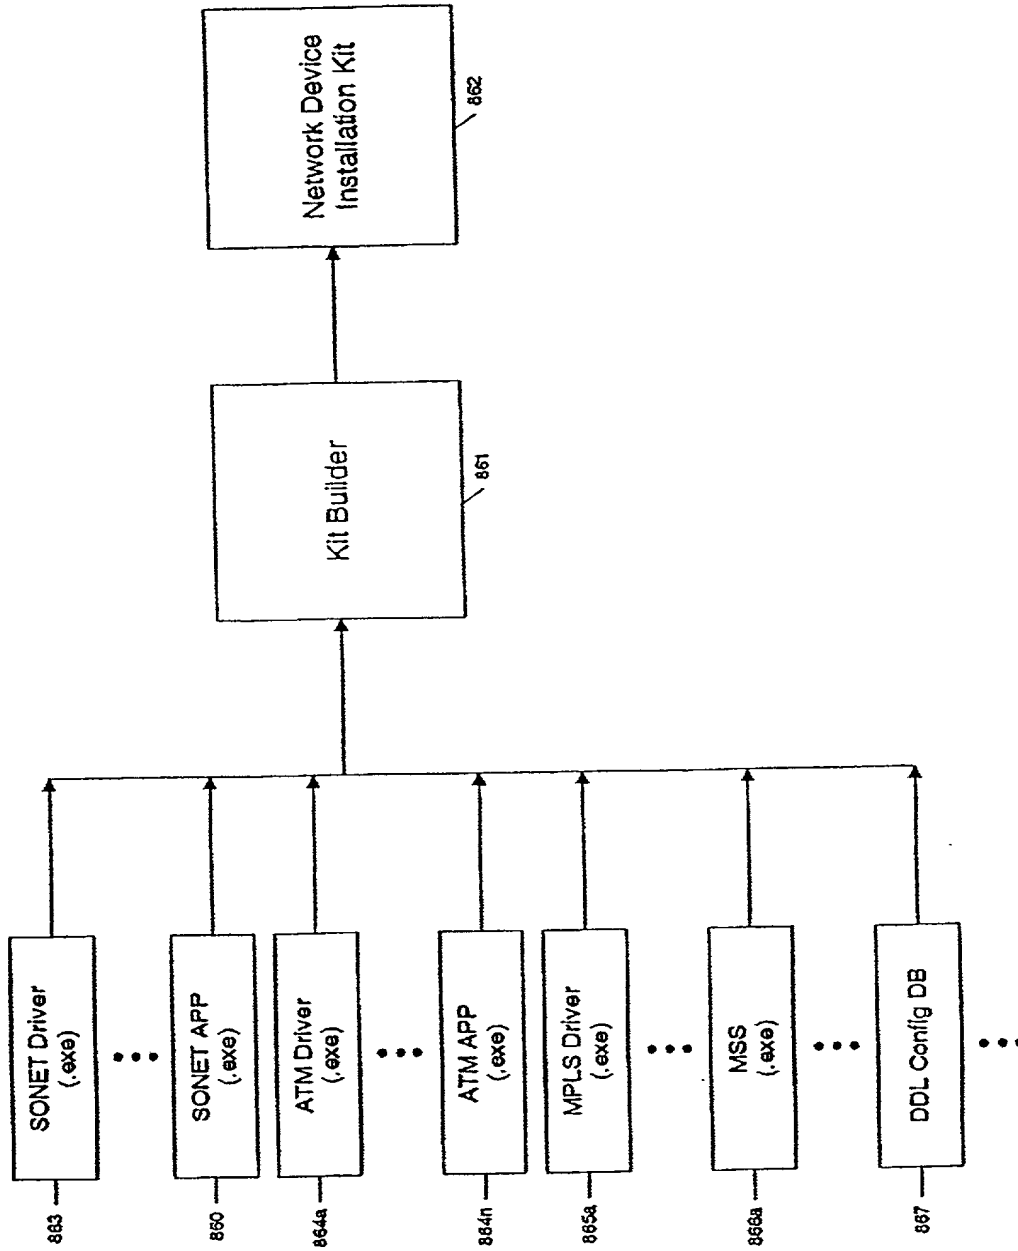 863
SONET Driver
(.exe)
860
SONET APP
(.exe)
864a
ATM Driver
(.exe)
864n
ATM APP
(.exe)
865a
MPLS Driver
(.exe)
866a
MSS
(.exe)
867
DDL Config DB
Kit Builder
861
Network Device
Installation Kit
862